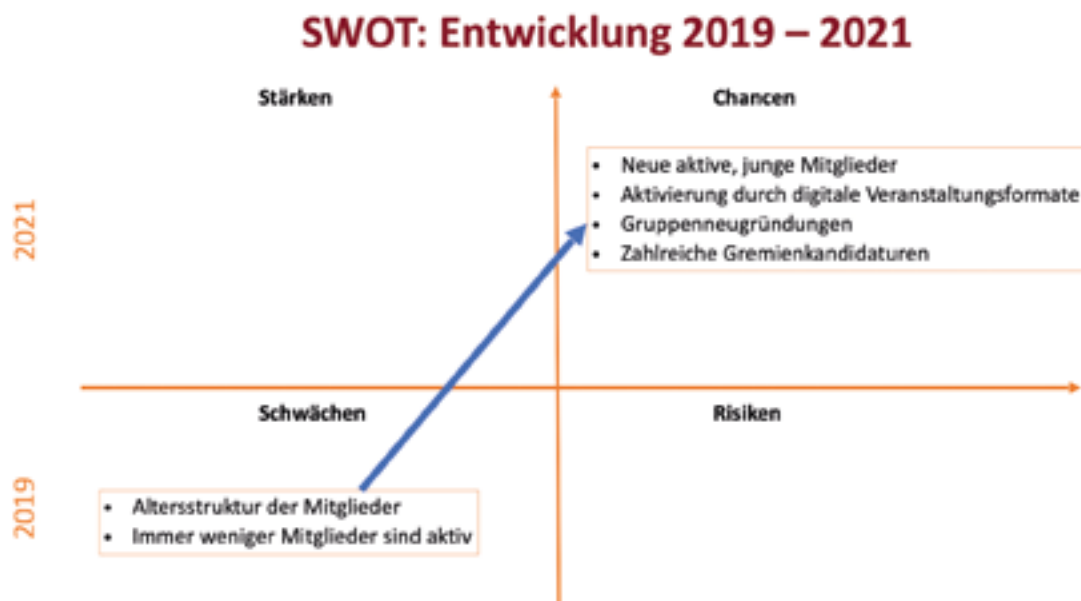 SWOT: Entwicklung 2019 – 2021
Stärken
Chancen
2021
• Neue aktive, junge Mitglieder
• Aktivierung durch digitale Veranstaltungsformate
• Gruppenneugründungen
• Zahlreiche Gremienkandidaturen
Schwächen
Risiken
2019
• Altersstruktur der Mitglieder
• Immer weniger Mitglieder sind aktiv